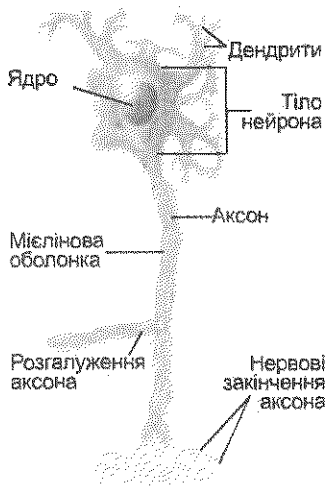 Дендрити
Ядро
Тіло
нейрона
Аксон
Мієлінова
оболонка
Розгалуження
аксона
Нервові
закінчення
аксона